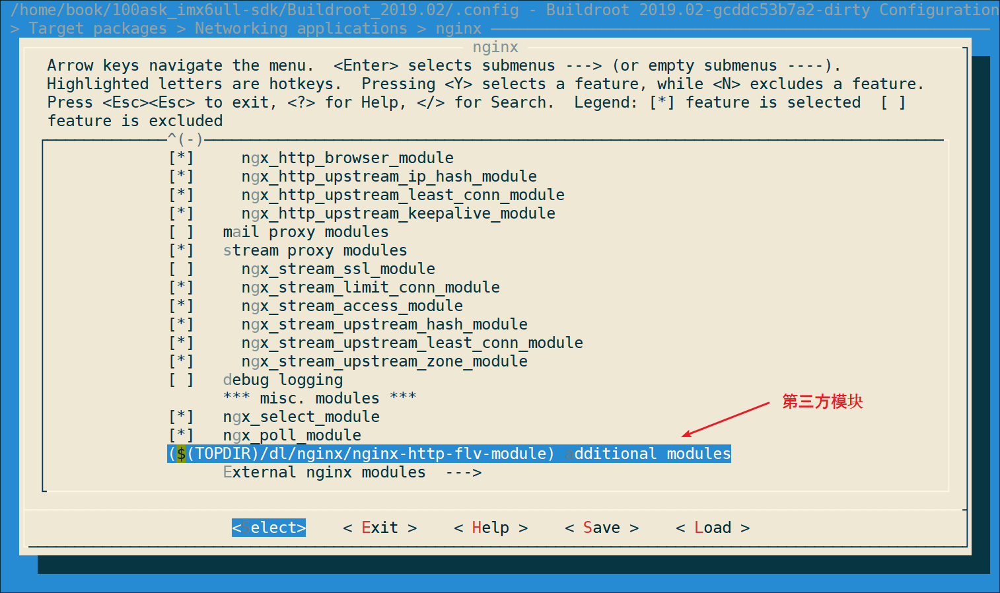 /home/book/100ask_imx6ull-sdk/Buildroot_2019.02/.config - Buildroot 2019.02-gcddc53b7a2-dirty Configuration
> Target packages > Networking applications > nginx
nginx
Arrow keys navigate the menu.  <Enter> selects submenus ---> (or empty submenus ----).
Highlighted letters are hotkeys.  Pressing <Y> selects a feature, while <N> excludes a feature.
Press <Esc><Esc> to exit, <?> for Help, </> for Search.  Legend: [*] feature is selected  [ ]
feature is excluded
^(-)
[*]     ngx_http_browser_module
[*]     ngx_http_upstream_ip_hash_module
[*]     ngx_http_upstream_least_conn_module
[*]     ngx_http_upstream_keepalive_module
[ ]   mail proxy modules
[*]   stream proxy modules
[ ]     ngx_stream_ssl_module
[*]     ngx_stream_limit_conn_module
[*]     ngx_stream_access_module
[*]     ngx_stream_upstream_hash_module
[*]     ngx_stream_upstream_least_conn_module
[*]     ngx_stream_upstream_zone_module
[ ]   debug logging
*** misc. modules ***
第三方模块
[*]   ngx_select_module
[*]   ngx_poll_module
($(TOPDIR)/dl/nginx/nginx-http-flv-module) additional modules
External nginx modules  --->
<Select>    < Exit >    < Help >    < Save >    < Load >